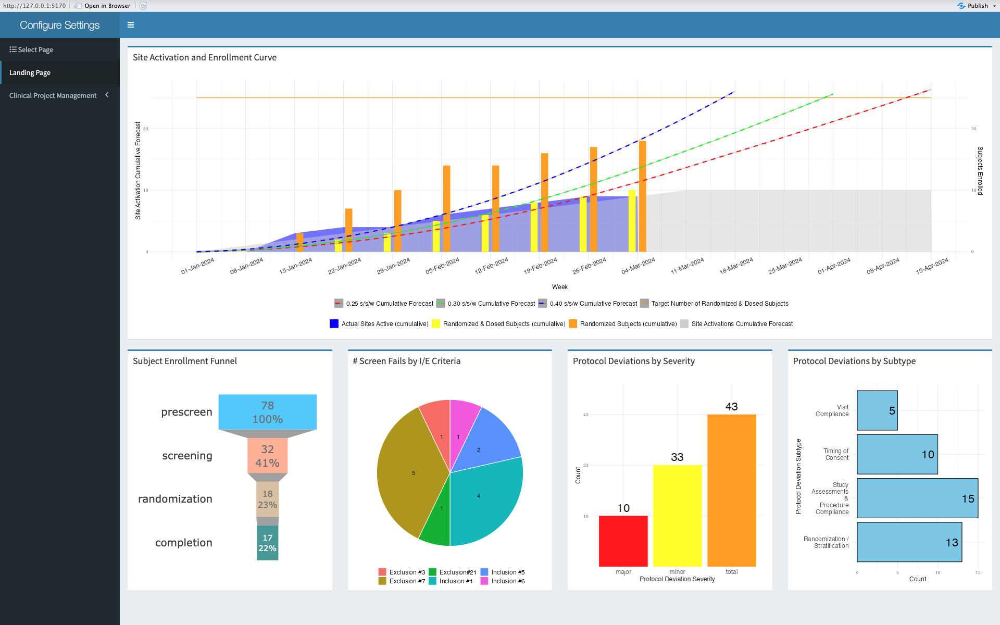 http://127.0.0.1:5170 Open in Browser Publish
Configure Settings
Select Page
Landing Page
Clinical Project Management
Site Activation and Enrollment Curve
Site Activation Cumulative Forecast
20
10
0
20
10
0
Subjects Enrolled
01-Jan-2024 08-Jan-2024 15-Jan-2024 22-Jan-2024 29-Jan-2024 05-Feb-2024 12-Feb-2024 19-Feb-2024 26-Feb-2024 04-Mar-2024 11-Mar-2024 18-Mar-2024 25-Mar-2024 01-Apr-2024 08-Apr-2024 15-Apr-2024
Week
0.25 s/s/w Cumulative Forecast 0.30 s/s/w Cumulative Forecast 0.40 s/s/w Cumulative Forecast Target Number of Randomized & Dosed Subjects
Actual Sites Active (cumulative) Randomized & Dosed Subjects (cumulative) Randomized Subjects (cumulative) Site Activations Cumulative Forecast
Subject Enrollment Funnel
prescreen
78
100%
screening
32
41%
randomization
18
23%
completion
17
22%
# Screen Fails by I/E Criteria
1
1
2
5
4
1
Exclusion #3 Exclusion#21 Inclusion #5
Exclusion #7 Inclusion #1 Inclusion #6
Protocol Deviations by Severity
Count
43
33
10
10
33
43
major minor total
Protocol Deviation Severity
Protocol Deviations by Subtype
Protocol Deviation Subtype
Visit
Compliance
5
Timing of
Consent
10
Study
Assessments
&
Procedure
Compliance
15
Randomization /
Stratification
13
0 5 10 15
Count